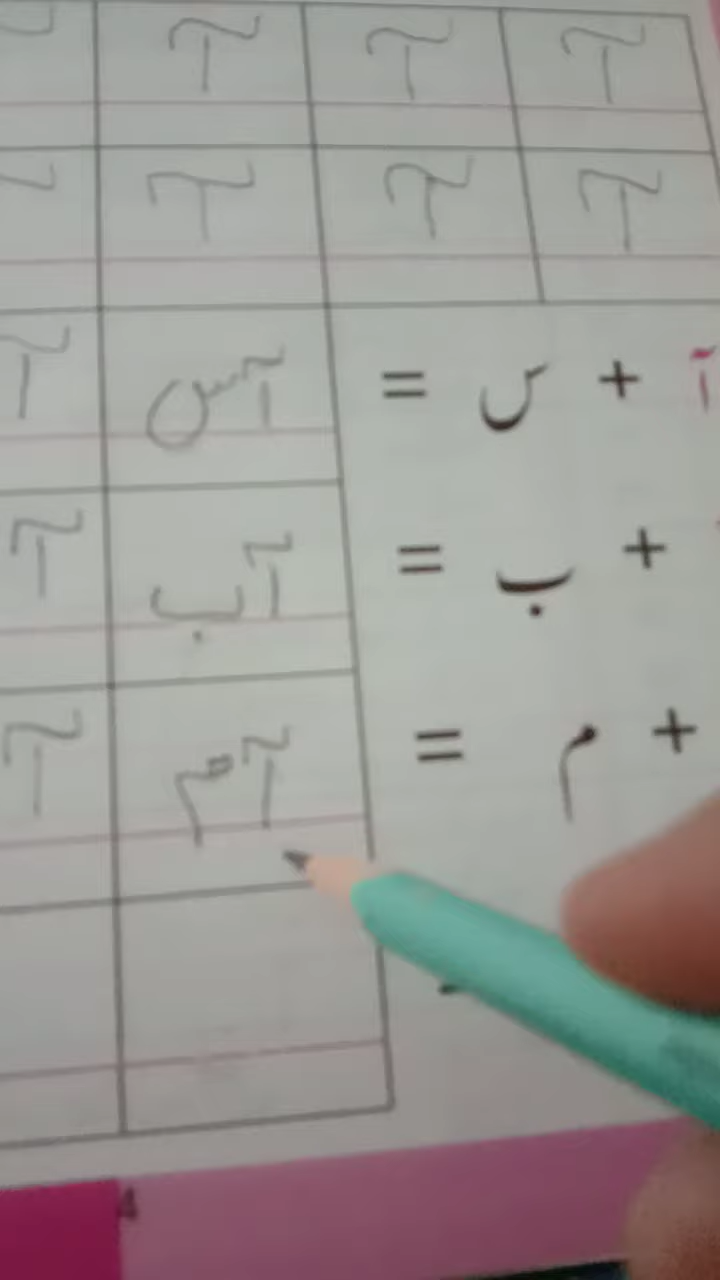 آ آ آ
آ آ آ
آ + س = آس آ
+ ب = آب آ
+ م = آم آ